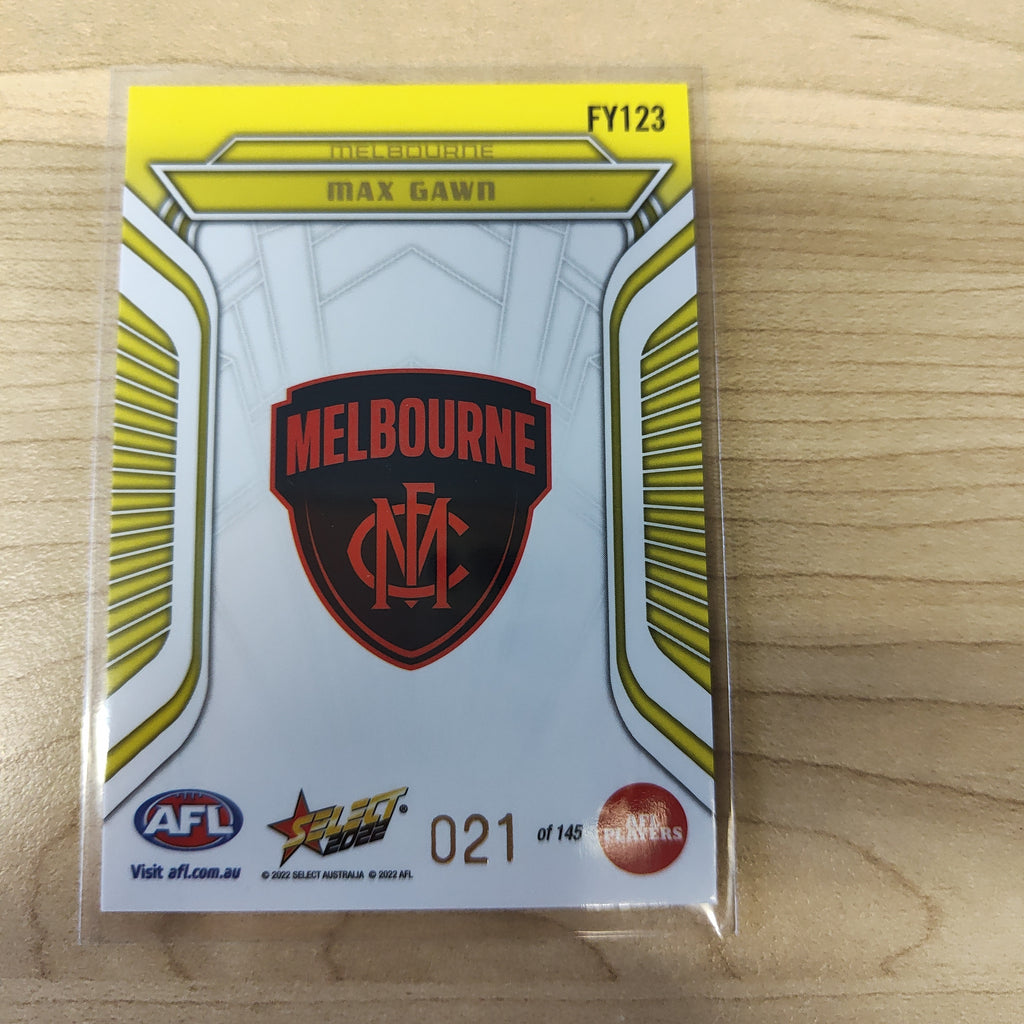 FY123
MELBOURNE
MAX GAWN
MELBOURNE
MFC
AFL
SELECT®
2022
021 of 145
AFL
PLAYERS
Visit afl.com.au
© 2022 SELECT AUSTRALIA © 2022 AFL